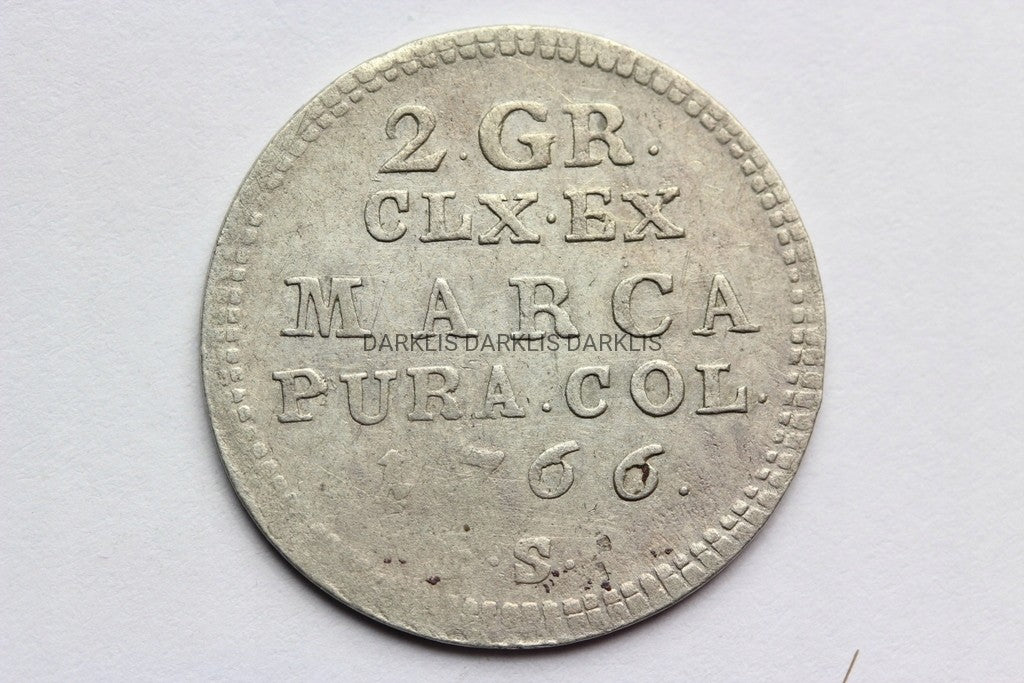 2·GR·
CLX·EX
MARCA
PURA·COL·
1766.
·S·
DARKLIS DARKLIS DARKLIS